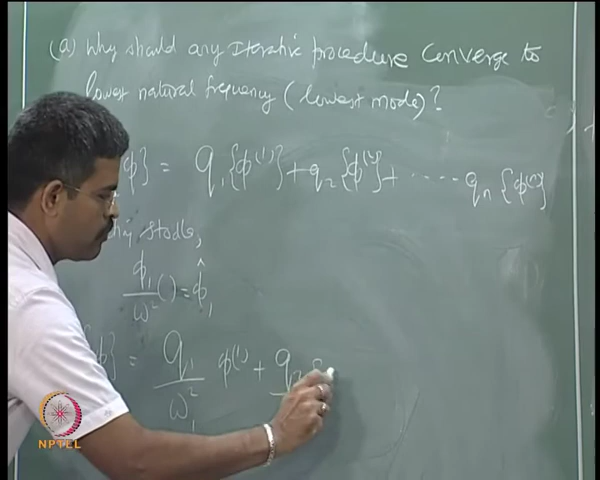 (a) Why should any Iterative procedure Converge to
lowest natural frequency (lowest mode)?
ϕ} = q₁{ϕ⁽¹⁾} + q₂{ϕ⁽²⁾} + ..... qₙ{ϕ⁽ⁿ⁾}
stodla,
ϕ₁/ω² ( ) = ϕ̂₁
ϕ} = q₁/ω₁² ϕ⁽¹⁾ + q₂
NPTEL